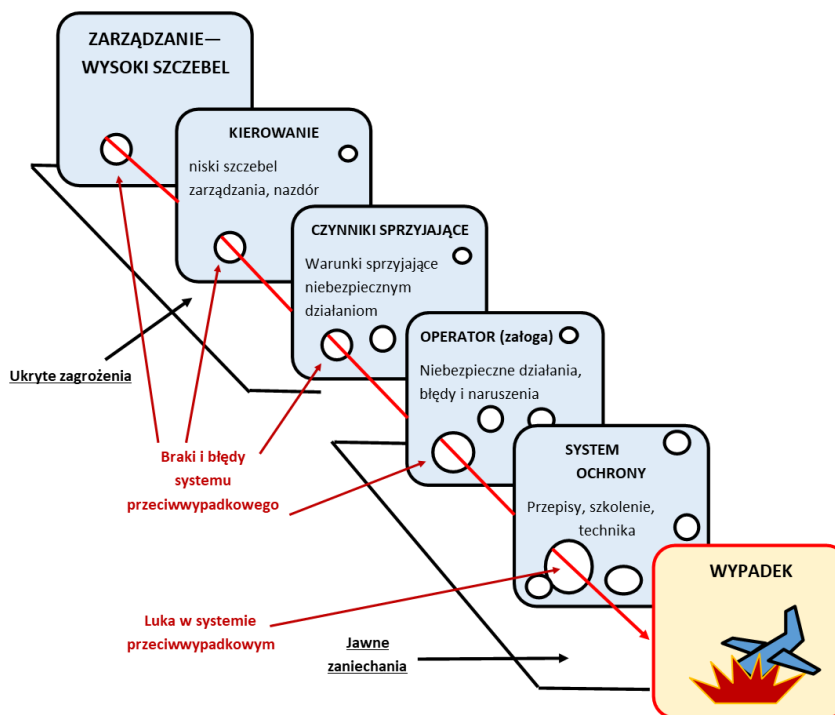 ZARZĄDZANIE—
WYSOKI SZCZEBEL
KIEROWANIE
niski szczebel
zarządzania, nazdór
CZYNNIKI SPRZYJAJĄCE
Warunki sprzyjające
niebezpiecznym
działaniom
OPERATOR (załoga)
Niebezpieczne działania,
błędy i naruszenia
SYSTEM
OCHRONY
Przepisy, szkolenie,
technika
WYPADEK
Ukryte zagrożenia
Braki i błędy
systemu
przeciwwypadkowego
Luka w systemie
przeciwwypadkowym
Jawne
zaniechania